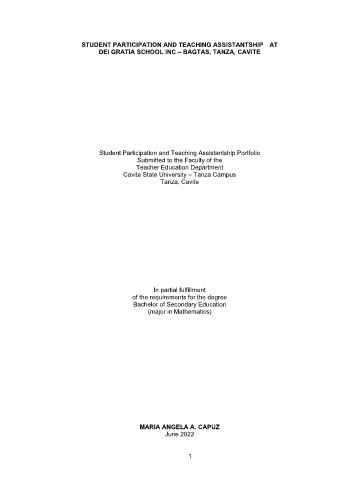 STUDENT PARTICIPATION AND TEACHING ASSISTANTSHIP AT
DEI GRATIA SCHOOL INC – BAGTAS, TANZA, CAVITE
Student Participation and Teaching Assistantship Portfolio
Submitted to the Faculty of the
Teacher Education Department
Cavite State University – Tanza Campus
Tanza, Cavite
In partial fulfillment
of the requirements for the degree
Bachelor of Secondary Education
(major in Mathematics)
MARIA ANGELA A. CAPUZ
June 2022
1